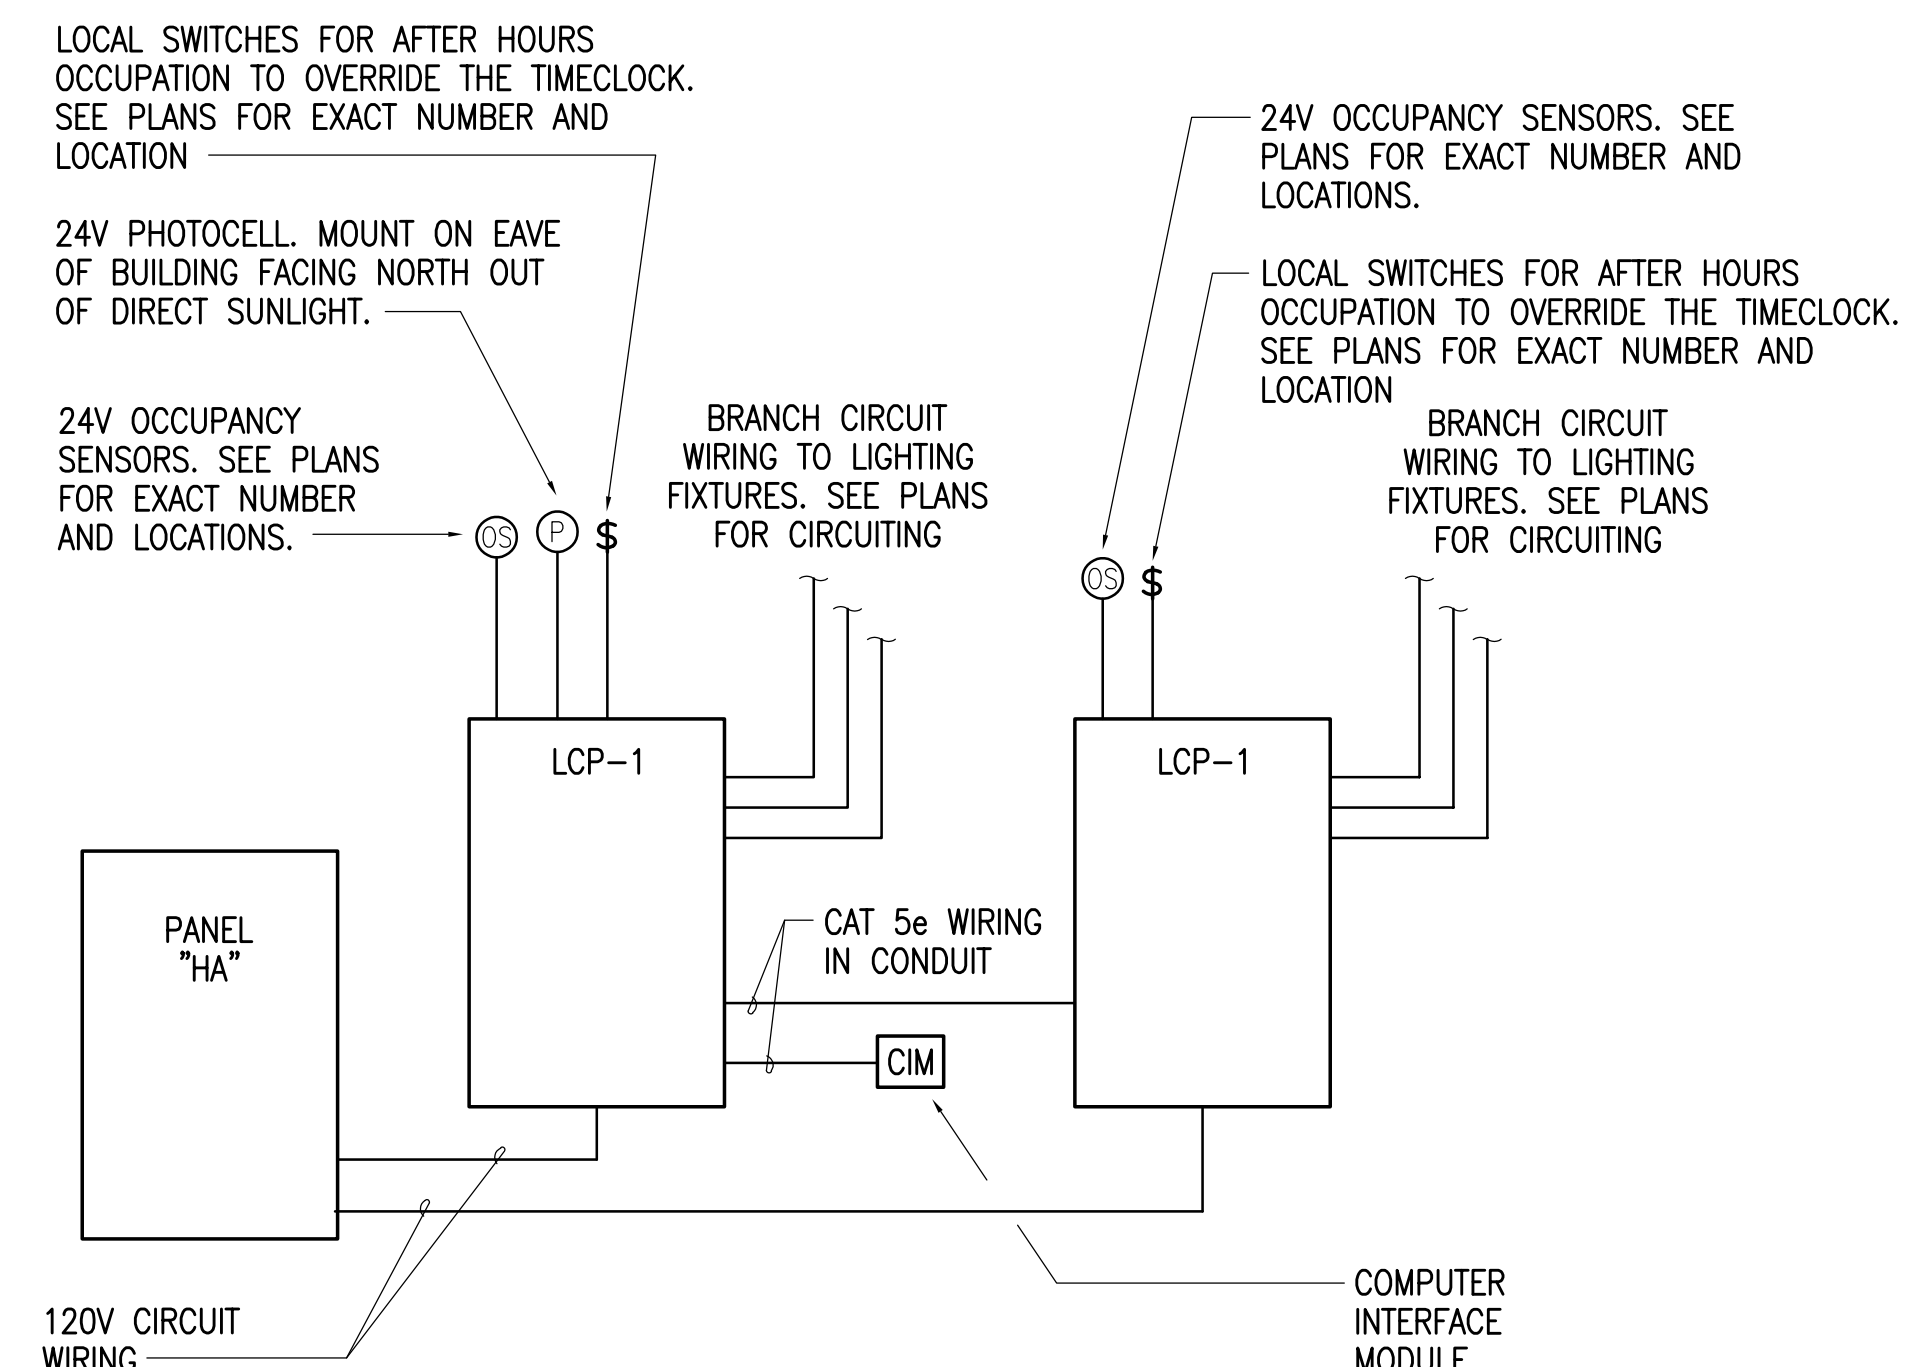 LOCAL SWITCHES FOR AFTER HOURS
OCCUPATION TO OVERRIDE THE TIMECLOCK.
SEE PLANS FOR EXACT NUMBER AND
LOCATION
24V PHOTOCELL. MOUNT ON EAVE
OF BUILDING FACING NORTH OUT
OF DIRECT SUNLIGHT.
24V OCCUPANCY
SENSORS. SEE PLANS
FOR EXACT NUMBER
AND LOCATIONS.
OS
P
$
BRANCH CIRCUIT
WIRING TO LIGHTING
FIXTURES. SEE PLANS
FOR CIRCUITING
24V OCCUPANCY SENSORS. SEE
PLANS FOR EXACT NUMBER AND
LOCATIONS.
LOCAL SWITCHES FOR AFTER HOURS
OCCUPATION TO OVERRIDE THE TIMECLOCK.
SEE PLANS FOR EXACT NUMBER AND
LOCATION
BRANCH CIRCUIT
WIRING TO LIGHTING
FIXTURES. SEE PLANS
FOR CIRCUITING
OS
$
LCP-1
LCP-1
PANEL
"HA"
CAT 5e WIRING
IN CONDUIT
CIM
120V CIRCUIT
WIRING
COMPUTER
INTERFACE
MODULE